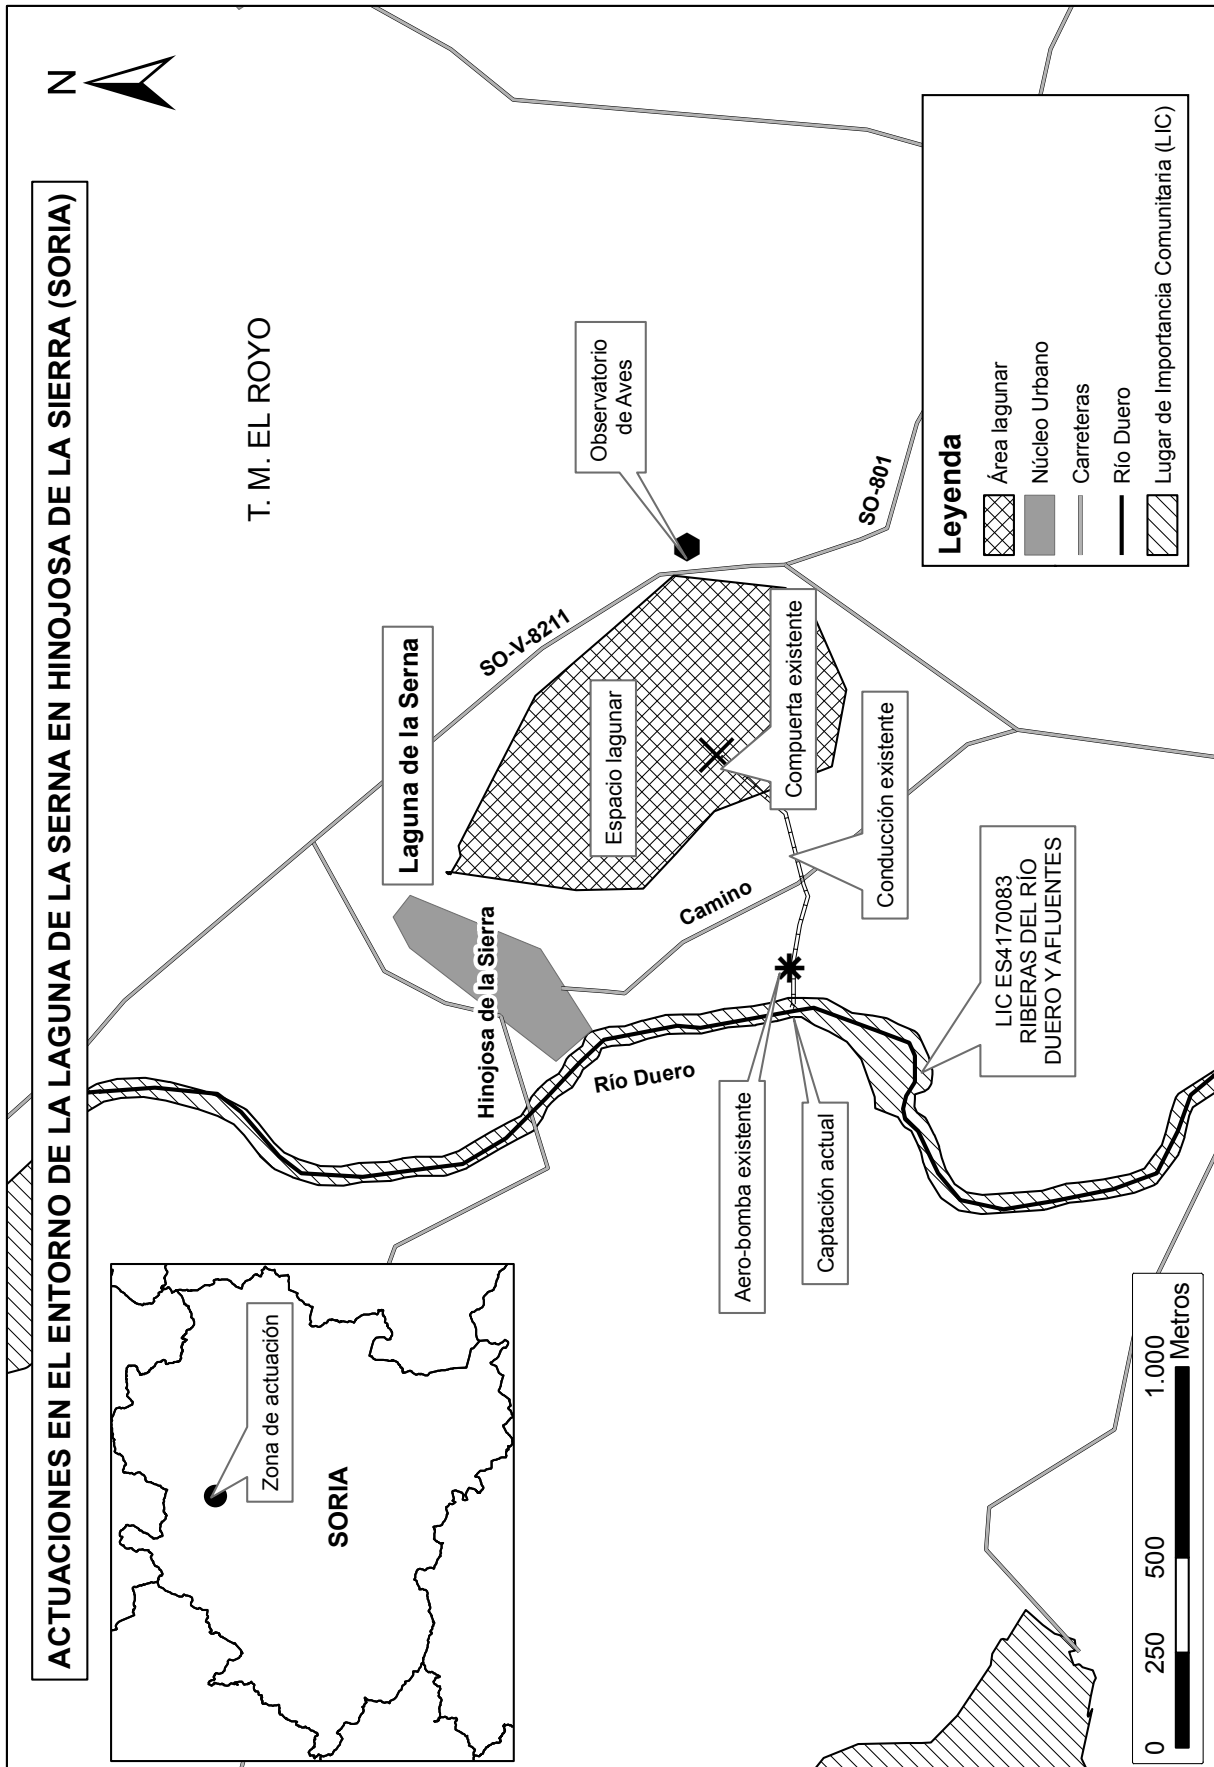 ACTUACIONES EN EL ENTORNO DE LA LAGUNA DE LA SERNA EN HINOJOSA DE LA SIERRA (SORIA)
N
T. M. EL ROYO
Zona de actuación
SORIA
Laguna de la Serna
SO-V-8211
Observatorio
de Aves
Hinojosa de la Sierra
Espacio lagunar
Río Duero
Camino
Compuerta existente
SO-801
Aero-bomba existente
Captación actual
Conducción existente
LIC ES4170083
RIBERAS DEL RÍO
DUERO Y AFLUENTES
Leyenda
Área lagunar
Núcleo Urbano
Carreteras
Río Duero
Lugar de Importancia Comunitaria (LIC)
0 250 500 1.000
Metros